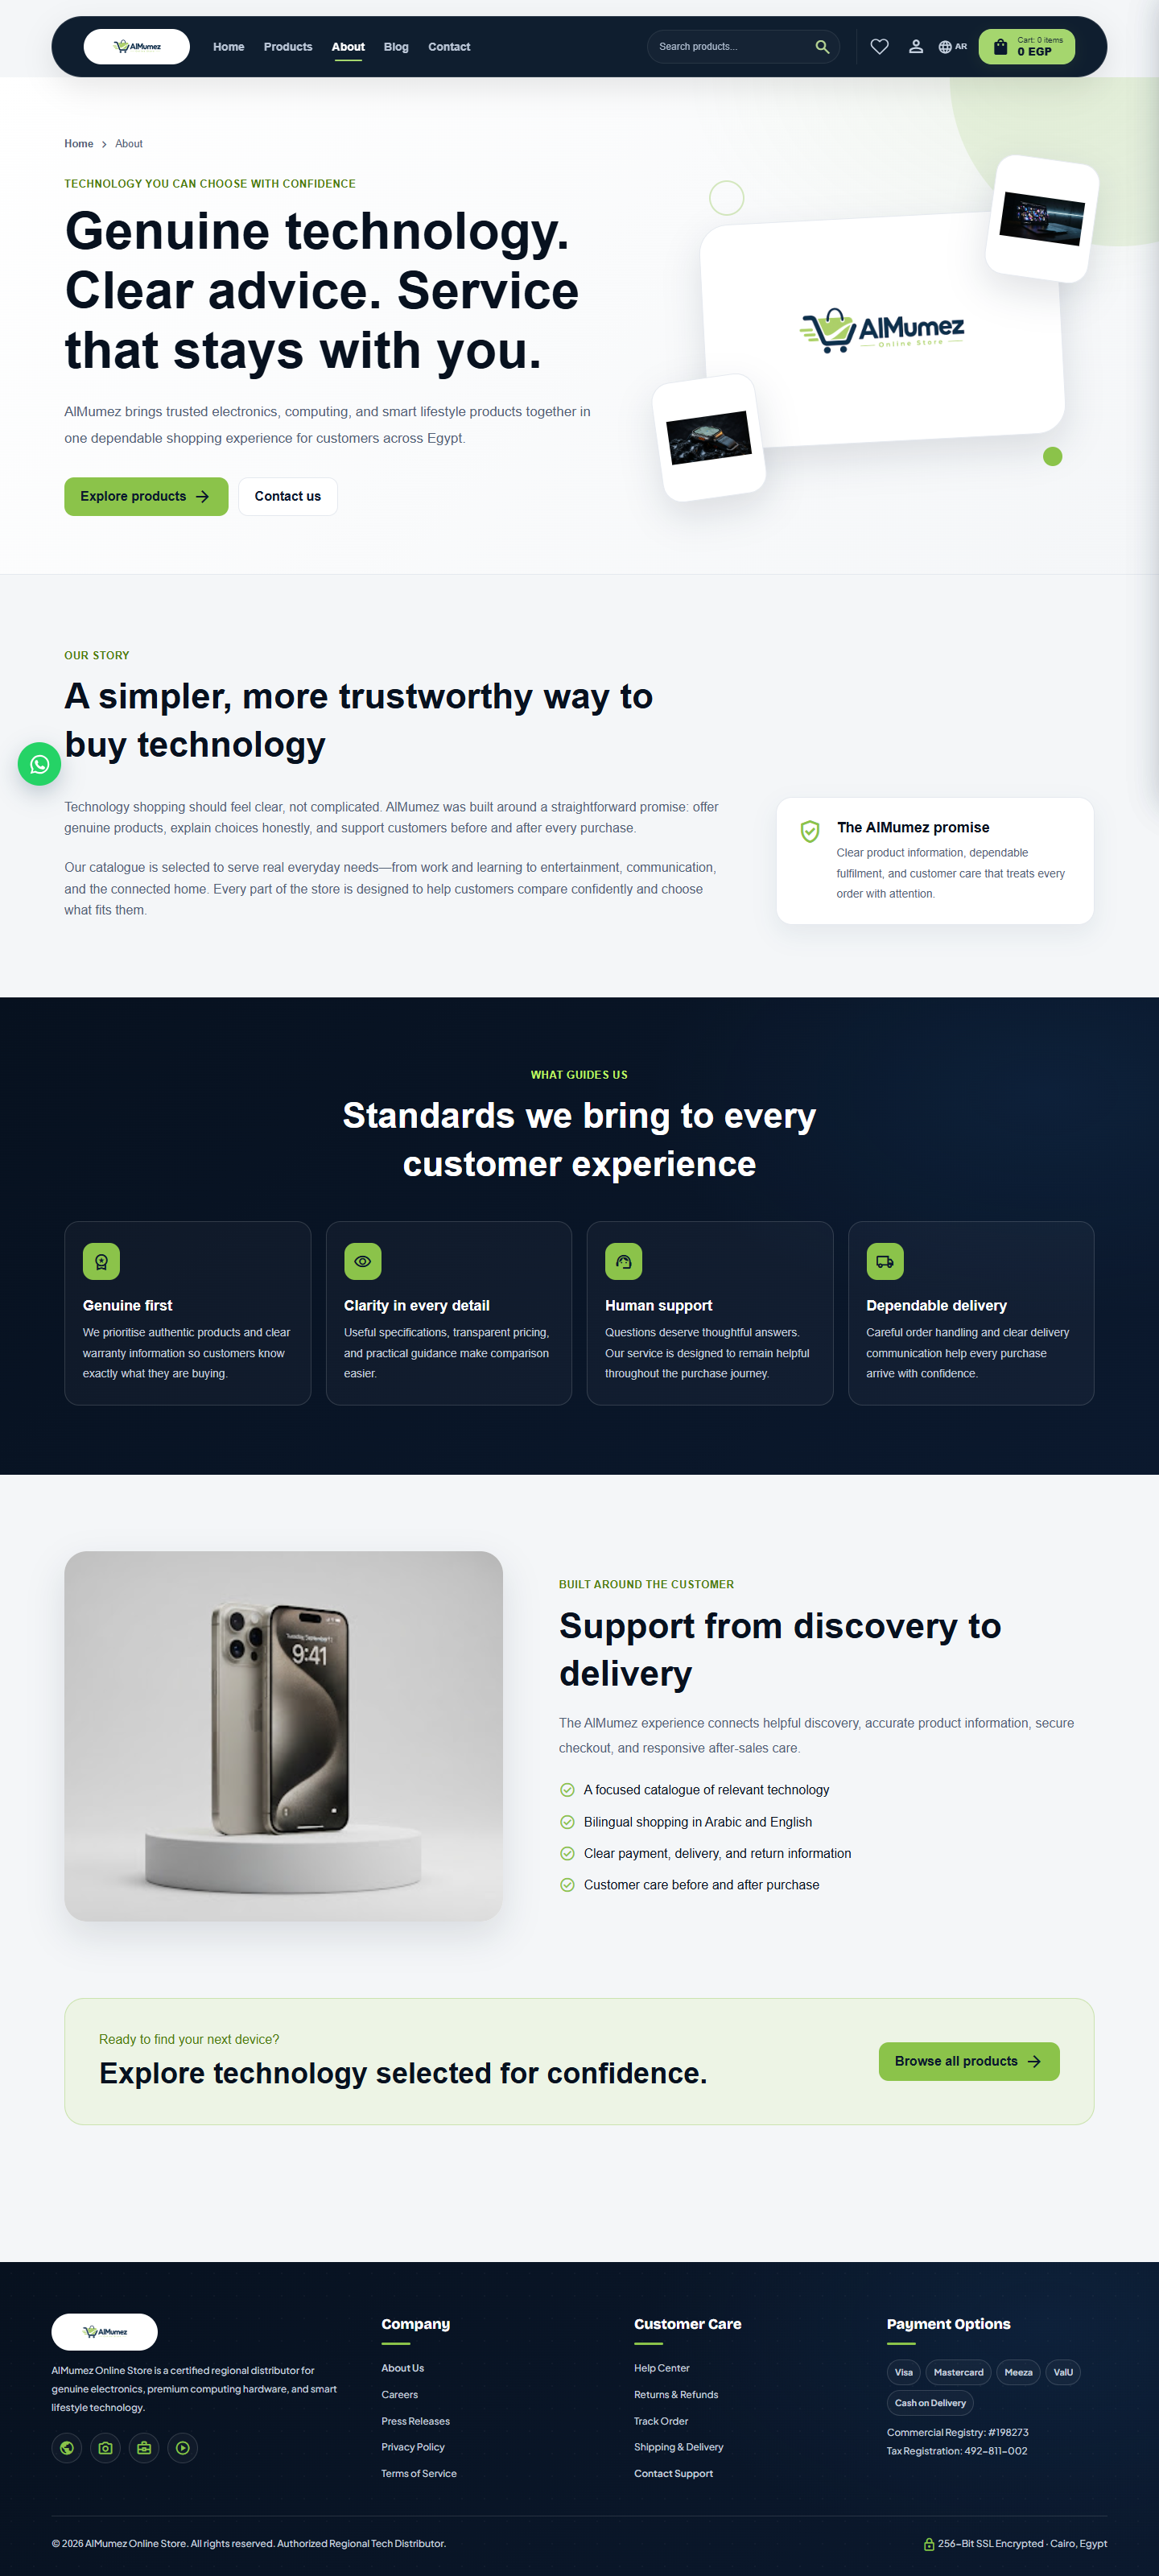 AlMumez
Home
Products
About
Blog
Contact
Search products...
AR
Cart: 0 items
0 EGP
Home > About
TECHNOLOGY YOU CAN CHOOSE WITH CONFIDENCE
Genuine technology.
Clear advice. Service
that stays with you.
AlMumez brings trusted electronics, computing, and smart lifestyle products together in
one dependable shopping experience for customers across Egypt.
Explore products
Contact us
AlMumez
Online Store
OUR STORY
A simpler, more trustworthy way to
buy technology
Technology shopping should feel clear, not complicated. AlMumez was built around a straightforward promise: offer
genuine products, explain choices honestly, and support customers before and after every purchase.
Our catalogue is selected to serve real everyday needs—from work and learning to entertainment, communication,
and the connected home. Every part of the store is designed to help customers compare confidently and choose
what fits them.
The AlMumez promise
Clear product information, dependable
fulfilment, and customer care that treats every
order with attention.
WHAT GUIDES US
Standards we bring to every
customer experience
Genuine first
We prioritise authentic products and clear
warranty information so customers know
exactly what they are buying.
Clarity in every detail
Useful specifications, transparent pricing,
and practical guidance make comparison
easier.
Human support
Questions deserve thoughtful answers.
Our service is designed to remain helpful
throughout the purchase journey.
Dependable delivery
Careful order handling and clear delivery
communication help every purchase
arrive with confidence.
9:41
BUILT AROUND THE CUSTOMER
Support from discovery to
delivery
The AlMumez experience connects helpful discovery, accurate product information, secure
checkout, and responsive after-sales care.
A focused catalogue of relevant technology
Bilingual shopping in Arabic and English
Clear payment, delivery, and return information
Customer care before and after purchase
Ready to find your next device?
Explore technology selected for confidence.
Browse all products
AlMumez
AlMumez Online Store is a certified regional distributor for
genuine electronics, premium computing hardware, and smart
lifestyle technology.
Company
About Us
Careers
Press Releases
Privacy Policy
Terms of Service
Customer Care
Help Center
Returns & Refunds
Track Order
Shipping & Delivery
Contact Support
Payment Options
Visa
Mastercard
Meeza
ValU
Cash on Delivery
Commercial Registry: #198273
Tax Registration: 492-811-002
© 2026 AlMumez Online Store. All rights reserved. Authorized Regional Tech Distributor.
256-Bit SSL Encrypted · Cairo, Egypt